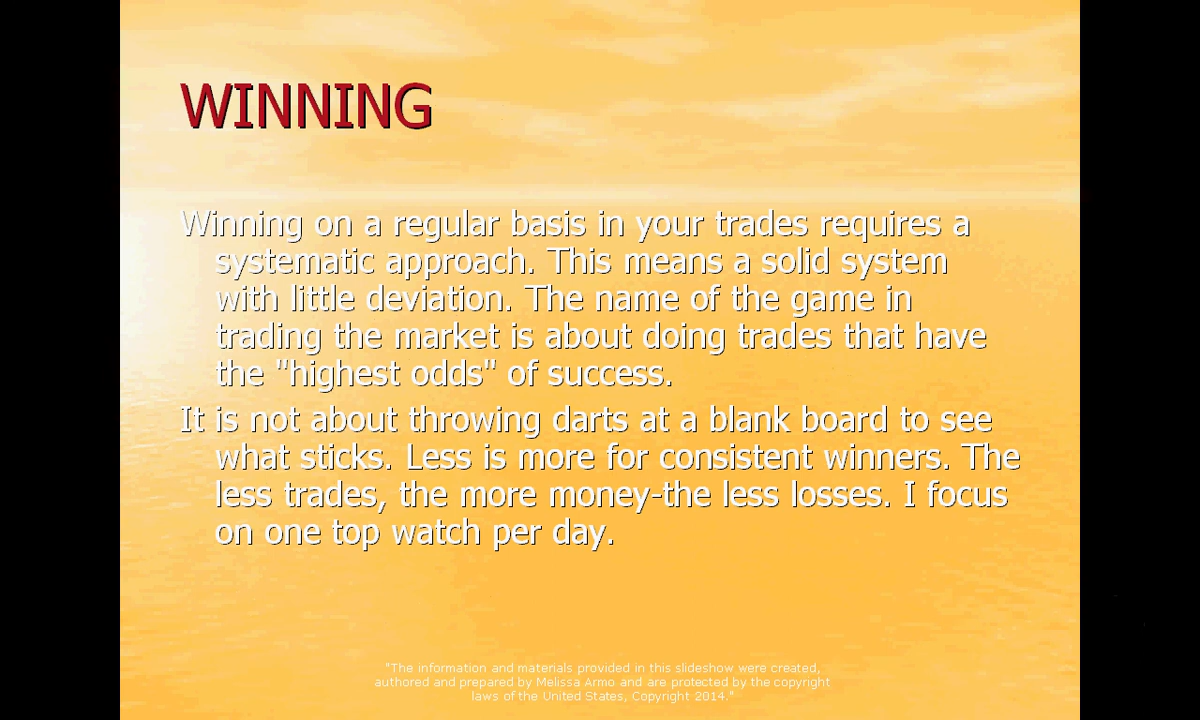 WINNING
Winning on a regular basis in your trades requires a
systematic approach. This means a solid system
with little deviation. The name of the game in
trading the market is about doing trades that have
the "highest odds" of success.
It is not about throwing darts at a blank board to see
what sticks. Less is more for consistent winners. The
less trades, the more money-the less losses. I focus
on one top watch per day.
"The information and materials provided in this slideshow were created,
authored and prepared by Melissa Armo and are protected by the copyright
laws of the United States, Copyright 2014."